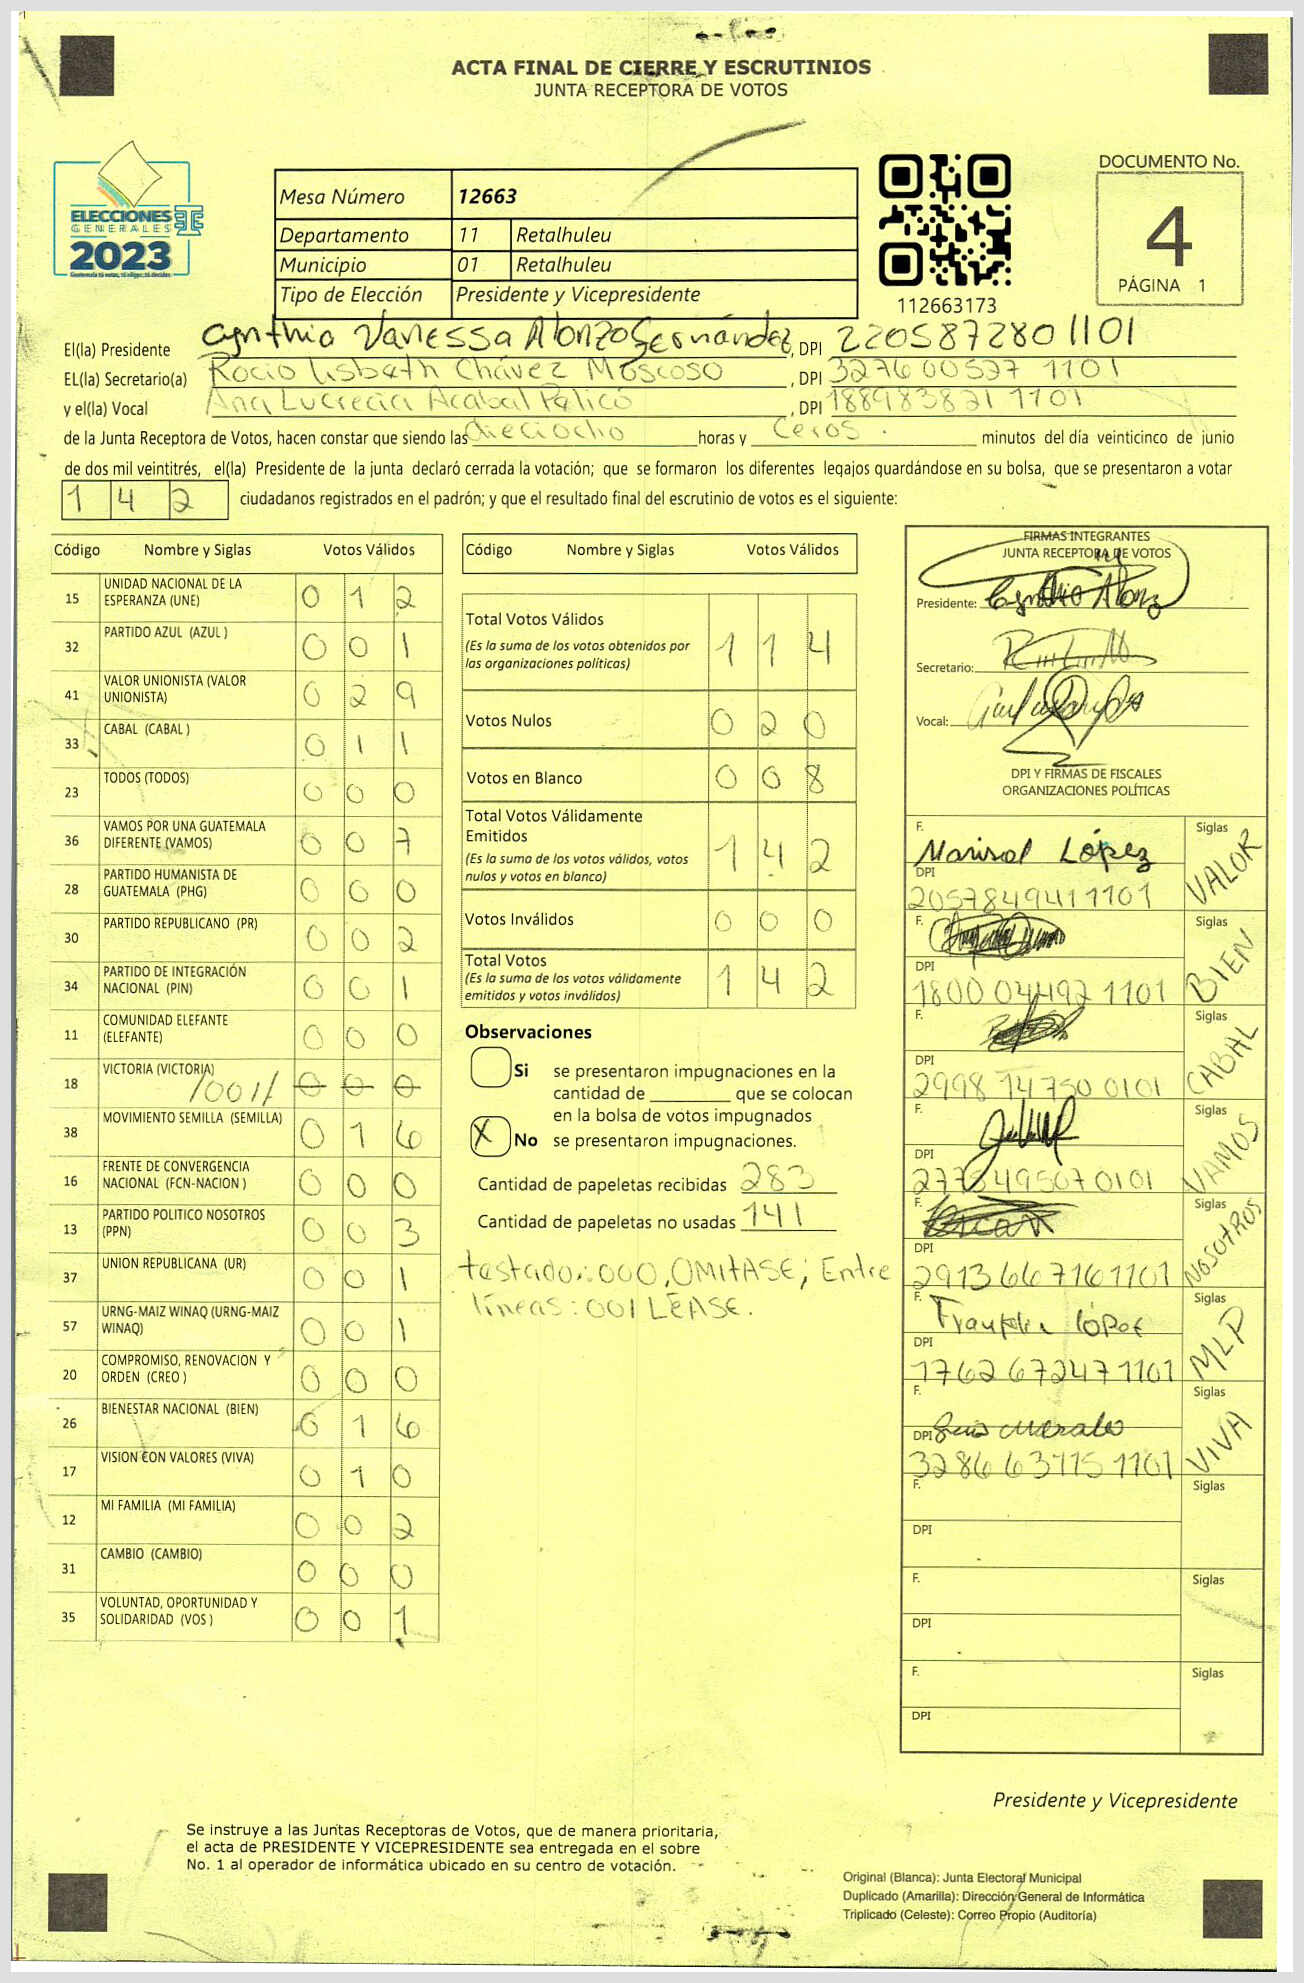 ACTA FINAL DE CIERRE Y ESCRUTINIOS
JUNTA RECEPTORA DE VOTOS
ELECCIONES
GENERALES
2023
Guatemala tú votas, tú eliges, tú decides
Mesa Número 12663
Departamento 11 Retalhuleu
Municipio 01 Retalhuleu
Tipo de Elección Presidente y Vicepresidente
112663173
DOCUMENTO No.
4
PÁGINA 1
El(la) Presidente Cynthia Vanessa Alonzo Gernández, DPI 2205872801101
EL(la) Secretario(a) Rocio Lisbeth Chávez Moscoso, DPI 327600527 1101
y el(la) Vocal Ana Lucrecia Acabal Palicó, DPI 188983821 1101
de la Junta Receptora de Votos, hacen constar que siendo las dieciocho horas y Ceros. minutos del día veinticinco de junio
de dos mil veintitrés, el(la) Presidente de la junta declaró cerrada la votación; que se formaron los diferentes legajos guardándose en su bolsa, que se presentaron a votar
1 4 2 ciudadanos registrados en el padrón; y que el resultado final del escrutinio de votos es el siguiente:
Código Nombre y Siglas Votos Válidos
15 UNIDAD NACIONAL DE LA ESPERANZA (UNE) 0 1 2
32 PARTIDO AZUL (AZUL ) 0 0 1
41 VALOR UNIONISTA (VALOR UNIONISTA) 0 2 9
33 CABAL (CABAL ) 0 1 1
23 TODOS (TODOS) 0 0 0
36 VAMOS POR UNA GUATEMALA DIFERENTE (VAMOS) 0 0 7
28 PARTIDO HUMANISTA DE GUATEMALA (PHG) 0 0 0
30 PARTIDO REPUBLICANO (PR) 0 0 2
34 PARTIDO DE INTEGRACIÓN NACIONAL (PIN) 0 0 1
11 COMUNIDAD ELEFANTE (ELEFANTE) 0 0 0
18 VICTORIA (VICTORIA) /001/ 0 0 0
38 MOVIMIENTO SEMILLA (SEMILLA) 0 1 6
16 FRENTE DE CONVERGENCIA NACIONAL (FCN-NACION ) 0 0 0
13 PARTIDO POLITICO NOSOTROS (PPN) 0 0 3
37 UNION REPUBLICANA (UR) 0 0 1
57 URNG-MAIZ WINAQ (URNG-MAIZ WINAQ) 0 0 1
20 COMPROMISO, RENOVACION Y ORDEN (CREO ) 0 0 0
26 BIENESTAR NACIONAL (BIEN) 0 1 6
17 VISION CON VALORES (VIVA) 0 1 0
12 MI FAMILIA (MI FAMILIA) 0 0 2
31 CAMBIO (CAMBIO) 0 0 0
35 VOLUNTAD, OPORTUNIDAD Y SOLIDARIDAD (VOS ) 0 0 1
Código Nombre y Siglas Votos Válidos
Total Votos Válidos 1 1 4
(Es la suma de los votos obtenidos por
las organizaciones políticas)
Votos Nulos 0 2 0
Votos en Blanco 0 0 8
Total Votos Válidamente
Emitidos 1 4 2
(Es la suma de los votos válidos, votos
nulos y votos en blanco)
Votos Inválidos 0 0 0
Total Votos 1 4 2
(Es la suma de los votos válidamente
emitidos y votos inválidos)
Observaciones
Si se presentaron impugnaciones en la
cantidad de ________ que se colocan
en la bolsa de votos impugnados
X No se presentaron impugnaciones.
Cantidad de papeletas recibidas 283
Cantidad de papeletas no usadas 141
testado: 000, OMITASE; Entre
líneas: 001 LEASE.
FIRMAS INTEGRANTES
JUNTA RECEPTORA DE VOTOS
Presidente: Cynthia Alonz
Secretario:
Vocal:
DPI Y FIRMAS DE FISCALES
ORGANIZACIONES POLÍTICAS
F. Marisol López Siglas VALOR
DPI 2057849411101
F. Siglas BIEN
DPI 1800 04492 1101
F. Siglas CABAL
DPI 2998 14750 0101
F. Siglas VAMOS
DPI 2775495070101
F. Siglas NOSOTROS
DPI 2913667161101
F. López Siglas MLP
DPI 1762672471101
F. Luis Morales Siglas VIVA
DPI 3286637151101
F. Siglas
DPI
F. Siglas
DPI
F. Siglas
DPI
Presidente y Vicepresidente
Se instruye a las Juntas Receptoras de Votos, que de manera prioritaria,
el acta de PRESIDENTE Y VICEPRESIDENTE sea entregada en el sobre
No. 1 al operador de informática ubicado en su centro de votación.
Original (Blanca): Junta Electoral Municipal
Duplicado (Amarilla): Dirección General de Informática
Triplicado (Celeste): Correo Propio (Auditoría)